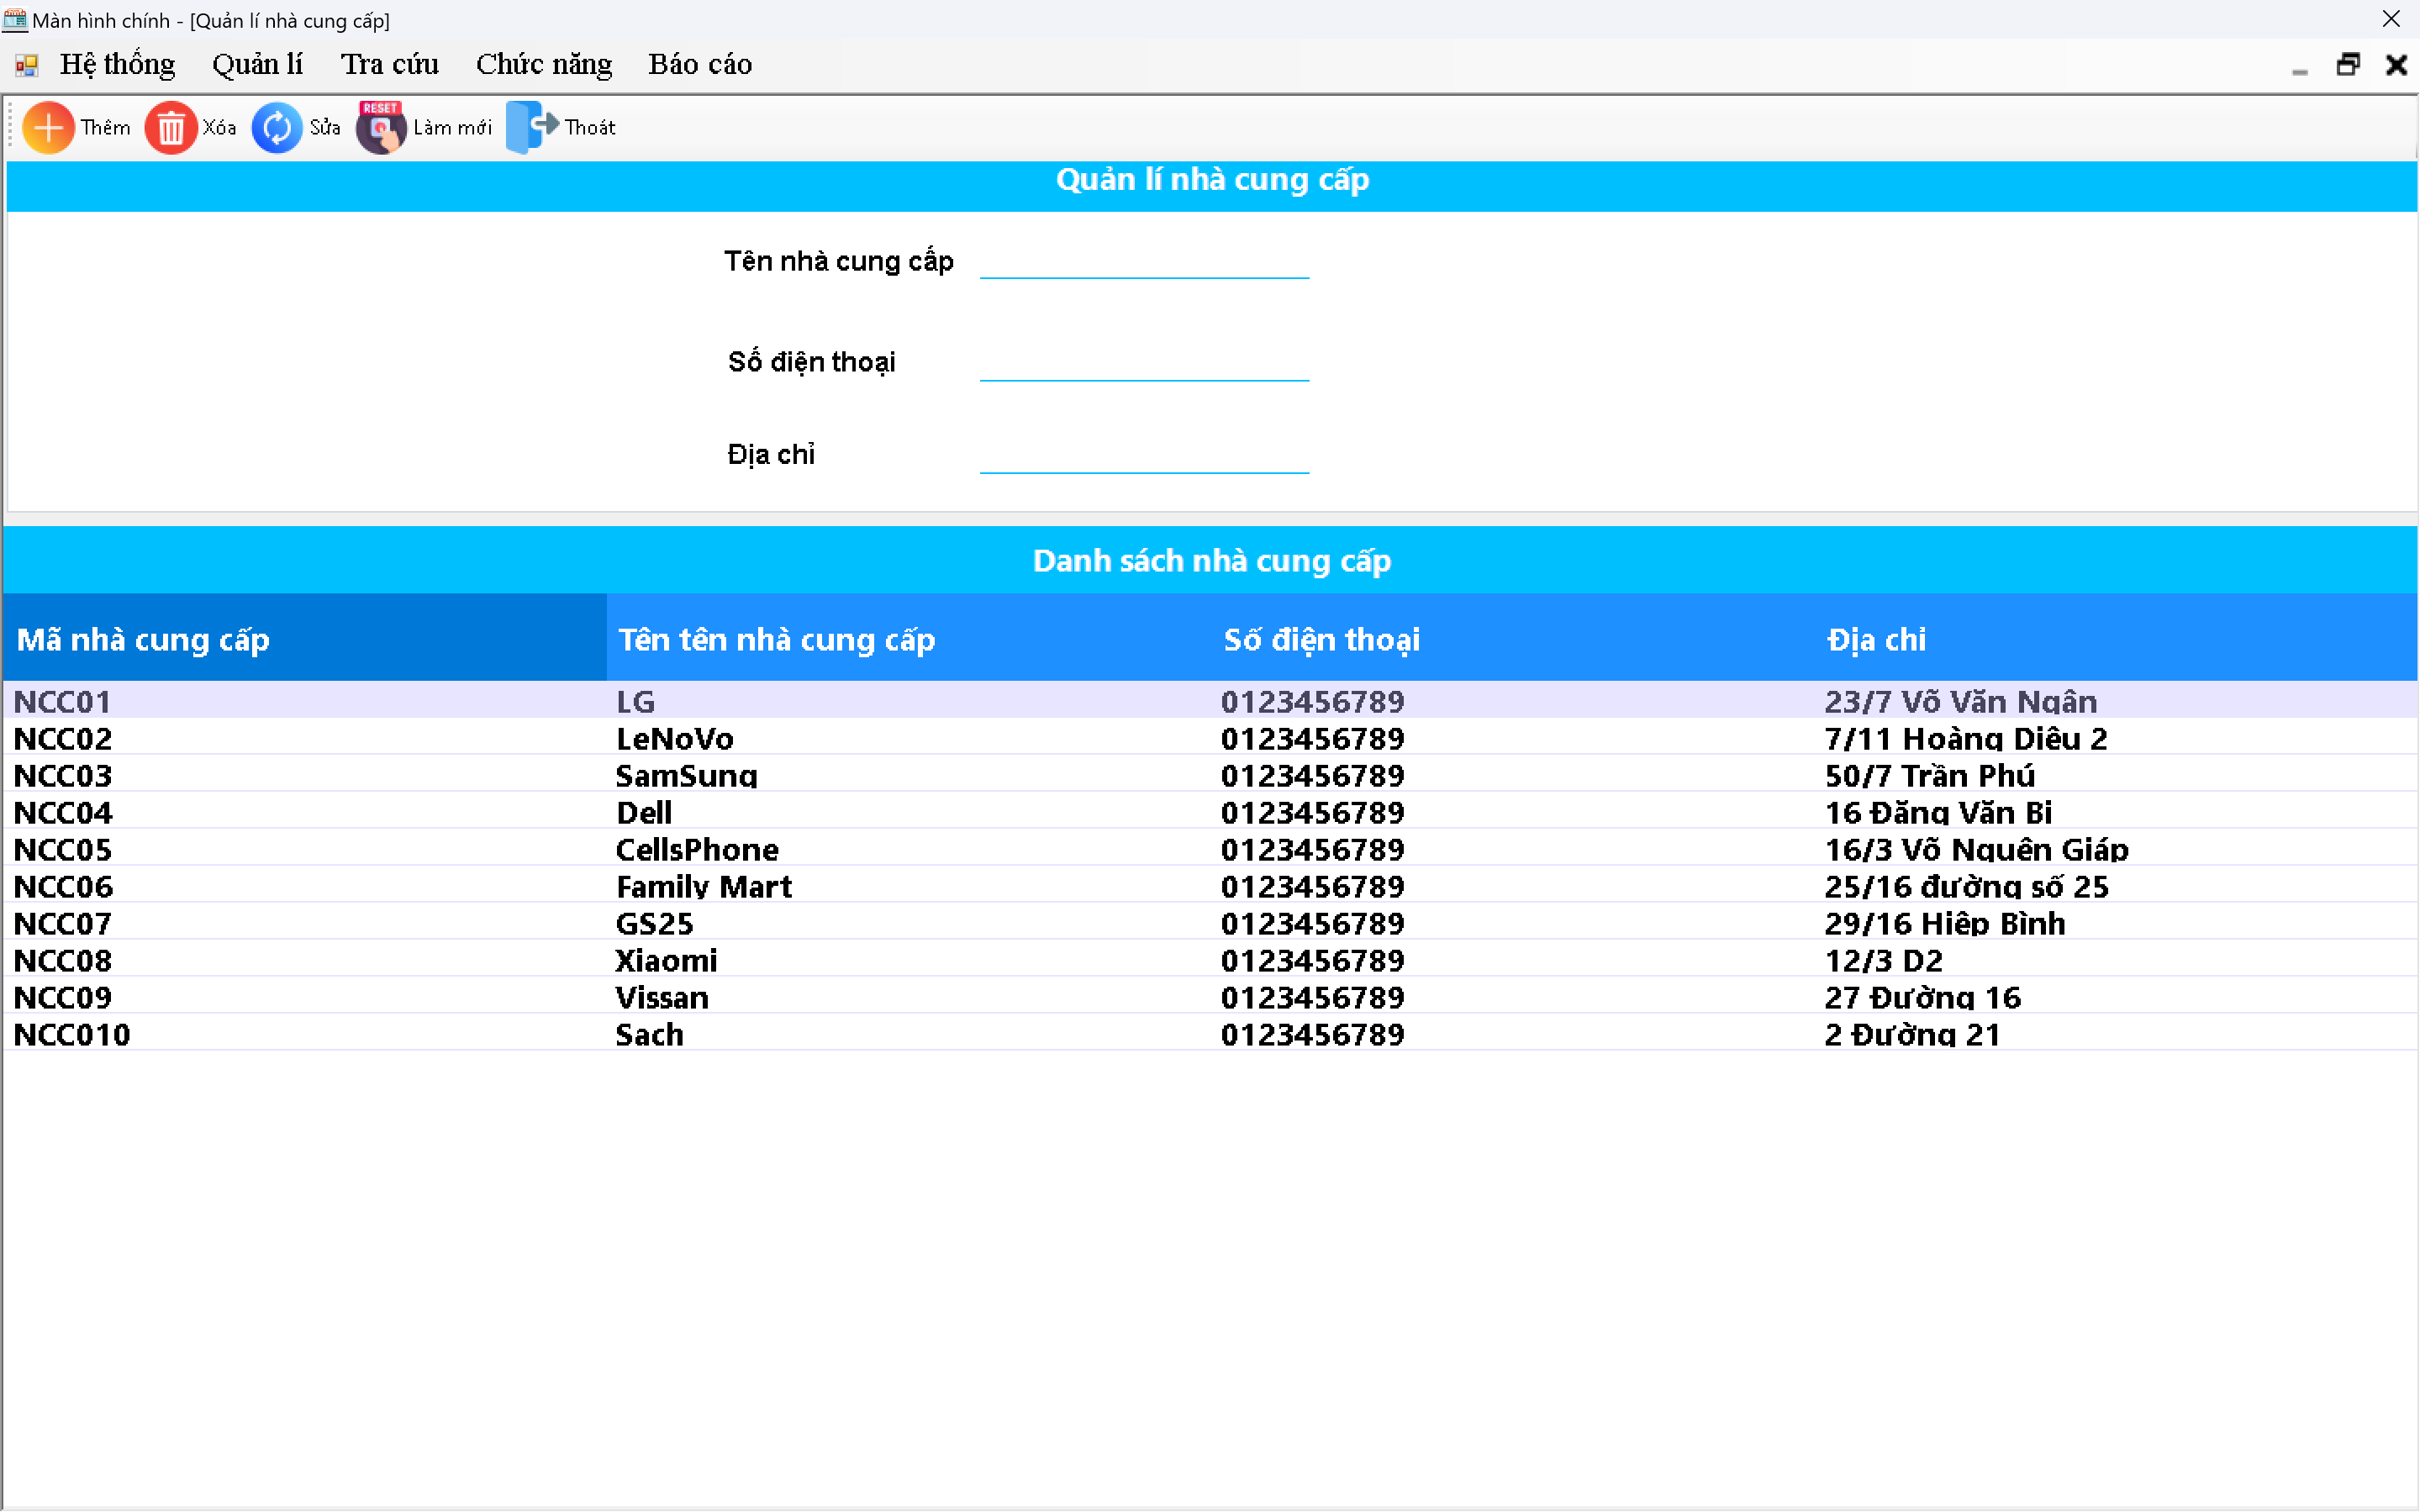 Màn hình chính - [Quản lí nhà cung cấp]
Hệ thống Quản lí Tra cứu Chức năng Báo cáo
Thêm Xóa Sửa RESET Làm mới Thoát
Quản lí nhà cung cấp
Tên nhà cung cấp
Số điện thoại
Địa chỉ
Danh sách nhà cung cấp
Mã nhà cung cấp Tên tên nhà cung cấp Số điện thoại Địa chỉ
NCC01 LG 0123456789 23/7 Võ Văn Ngân
NCC02 LeNoVo 0123456789 7/11 Hoàng Diệu 2
NCC03 SamSung 0123456789 50/7 Trần Phú
NCC04 Dell 0123456789 16 Đặng Văn Bi
NCC05 CellsPhone 0123456789 16/3 Võ Nguên Giáp
NCC06 Family Mart 0123456789 25/16 đường số 25
NCC07 GS25 0123456789 29/16 Hiệp Bình
NCC08 Xiaomi 0123456789 12/3 D2
NCC09 Vissan 0123456789 27 Đường 16
NCC010 Sach 0123456789 2 Đường 21